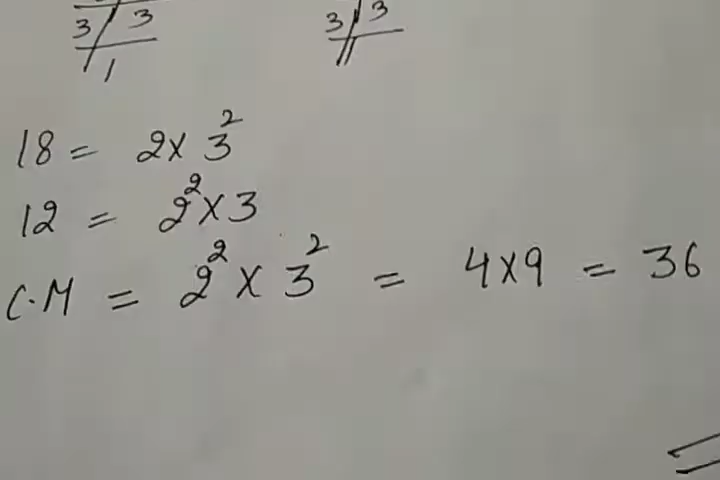 3 3 3 3
1 1
18 = 2 × 3²
12 = 2² × 3
C.M = 2² × 3² = 4×9 = 36